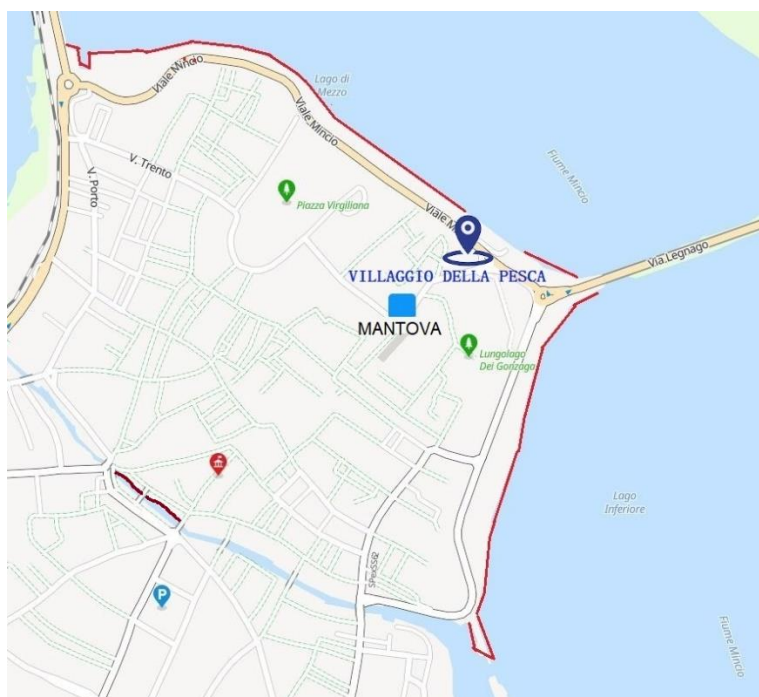 Viale Mincio
Lago di
Mezzo
Viale Mincio
Fiume Mincio
V. Trento
V. Porto
Piazza Virgiliana
Viale M
Via Legnago
VILLAGGIO DELLA PESCA
MANTOVA
Lungolago
Dei Gonzaga
Lago
Inferiore
SPexSS62
P
Fiume Mincio